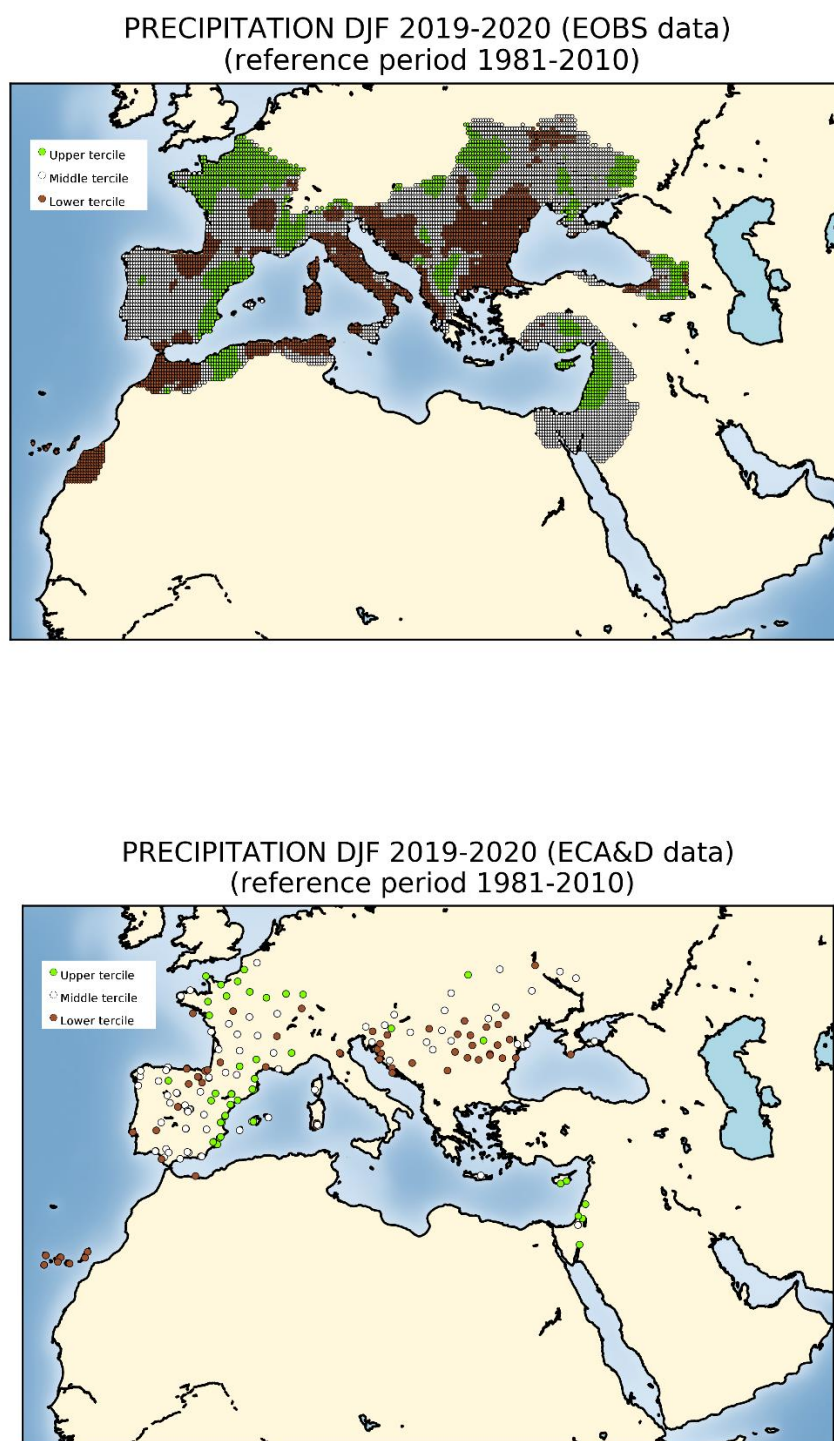 PRECIPITATION DJF 2019-2020 (EOBS data)
(reference period 1981-2010)
Upper tercile
Middle tercile
Lower tercile
PRECIPITATION DJF 2019-2020 (ECA&D data)
(reference period 1981-2010)
Upper tercile
Middle tercile
Lower tercile